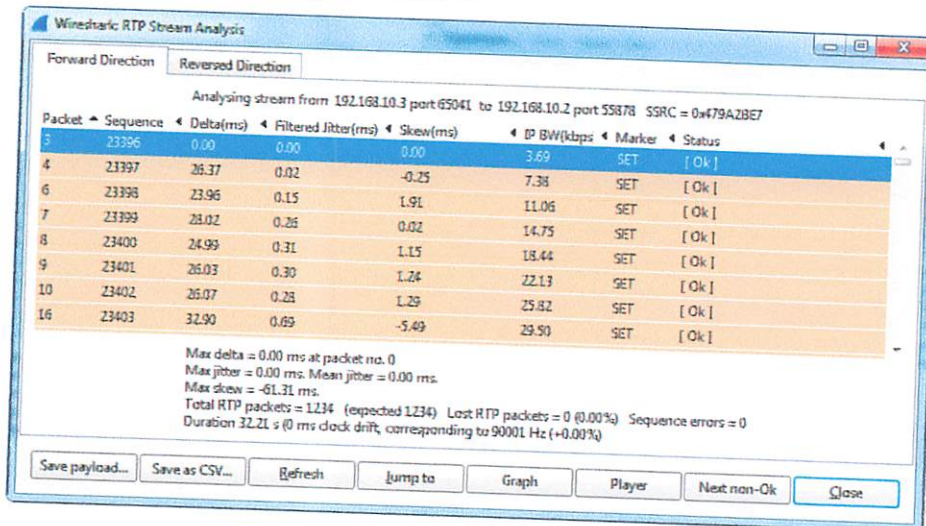 Wireshark: RTP Stream Analysis
Forward Direction Reversed Direction
Analysing stream from 192.168.10.3 port 65041 to 192.168.10.2 port 55878 SSRC = 0x479A2BE7
Packet Sequence Delta(ms) Filtered Jitter(ms) Skew(ms) IP BW(kbps Marker Status
3 23396 0.00 0.00 0.00 3.69 SET [ Ok ]
4 23397 26.37 0.02 -0.25 7.38 SET [ Ok ]
6 23398 23.96 0.15 1.91 11.06 SET [ Ok ]
7 23399 28.02 0.26 0.02 14.75 SET [ Ok ]
8 23400 24.99 0.31 1.15 18.44 SET [ Ok ]
9 23401 26.03 0.30 1.24 22.13 SET [ Ok ]
10 23402 26.07 0.28 1.29 25.82 SET [ Ok ]
16 23403 32.90 0.69 -5.49 29.50 SET [ Ok ]
Max delta = 0.00 ms at packet no. 0
Max jitter = 0.00 ms. Mean jitter = 0.00 ms.
Max skew = -61.31 ms.
Total RTP packets = 1234 (expected 1234) Lost RTP packets = 0 (0.00%) Sequence errors = 0
Duration 32.21 s (0 ms clock drift, corresponding to 90001 Hz (+0.00%)
Save payload... Save as CSV... Refresh Jump to Graph Player Next non-Ok Close